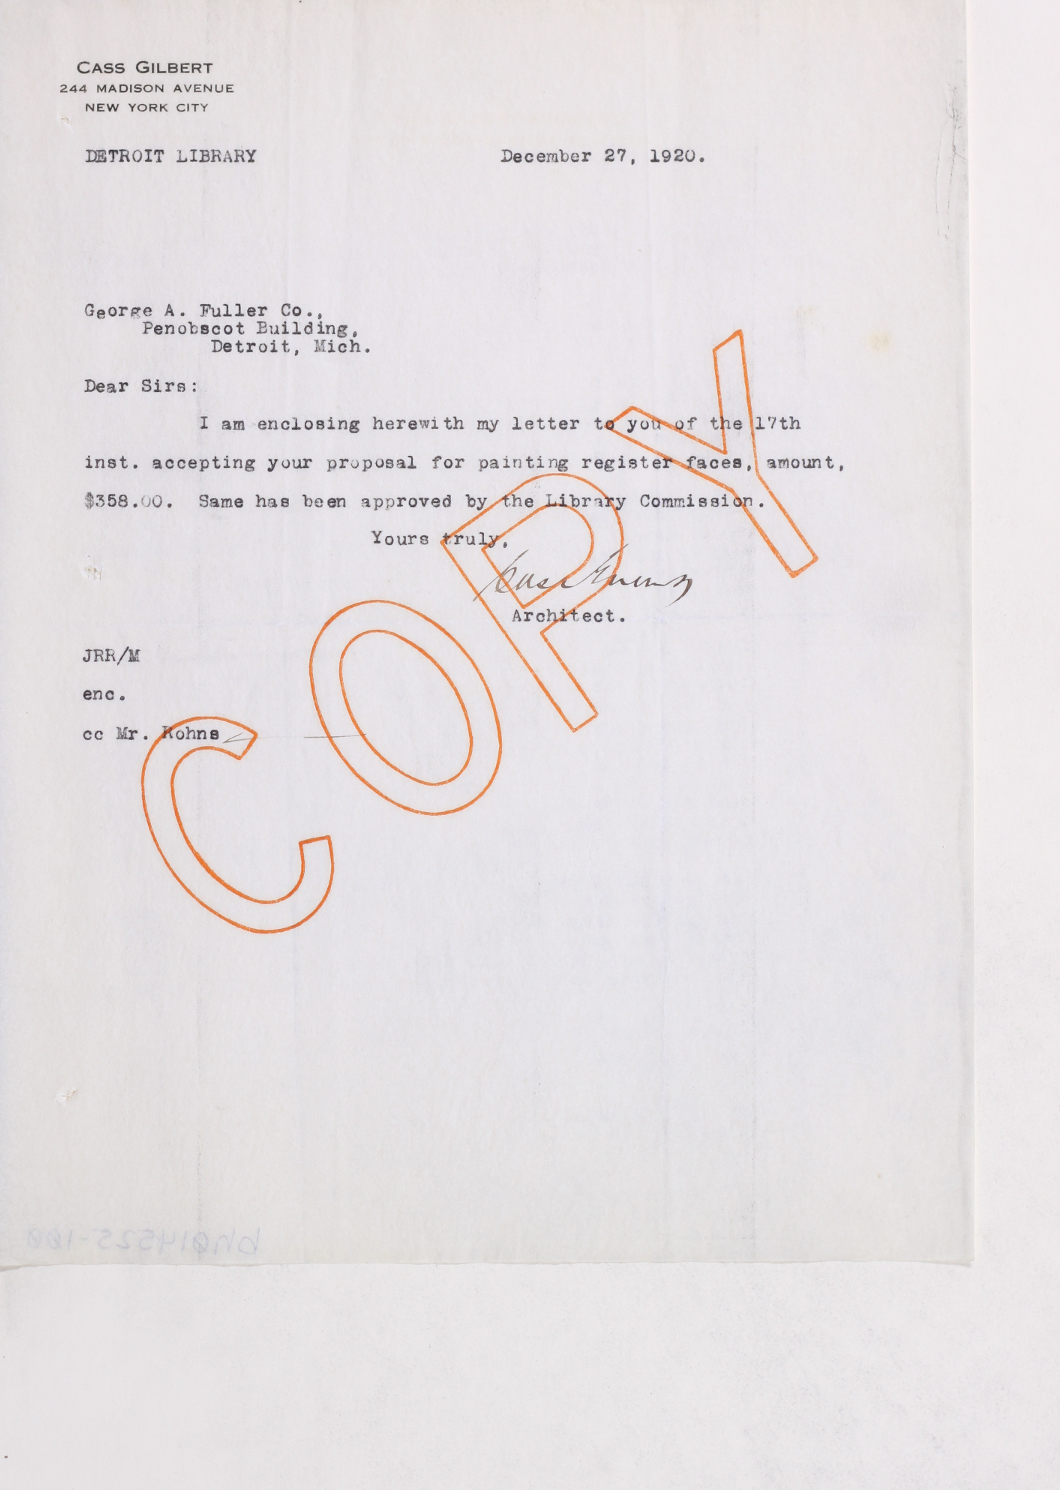 CASS GILBERT
244 MADISON AVENUE
NEW YORK CITY
DETROIT LIBRARY December 27, 1920.
George A. Fuller Co.,
Penobscot Building,
Detroit, Mich.
Dear Sirs:
I am enclosing herewith my letter to you of the 17th
inst. accepting your proposal for painting register faces, amount,
$358.00. Same has been approved by the Library Commission.
Yours truly,
Architect.
JRR/M
enc.
cc Mr. Rohns
COPY
bh014525-100